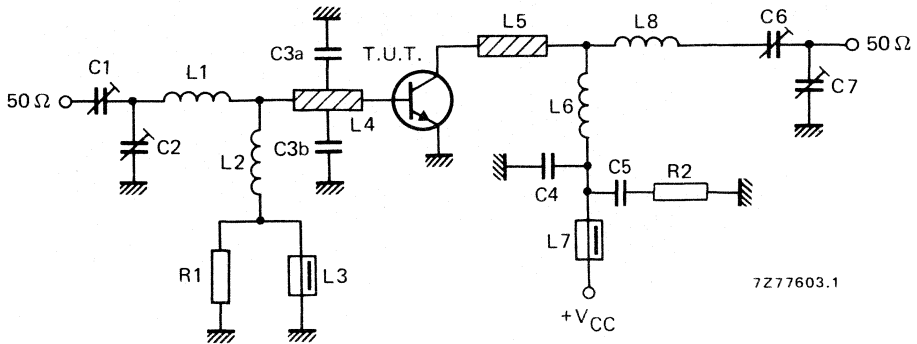 L5
L8
C6
50 Ω
C3a
T.U.T.
C1
L1
C7
50 Ω
L6
L4
C2
L2
C3b
C5
R2
C4
L7
R1
L3
7Z77603.1
+VCC